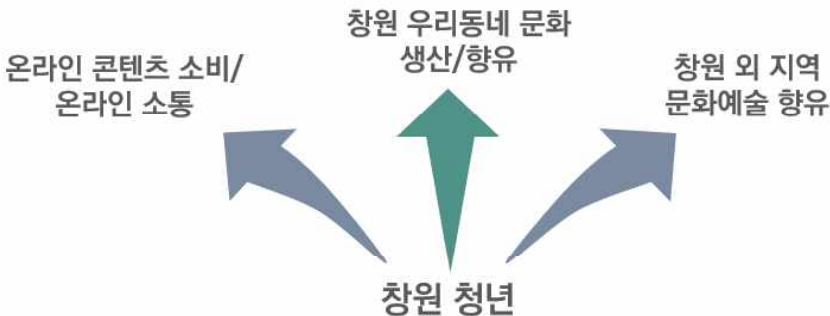 온라인 콘텐츠 소비/
온라인 소통
창원 우리동네 문화
생산/향유
창원 외 지역
문화예술 향유
창원 청년